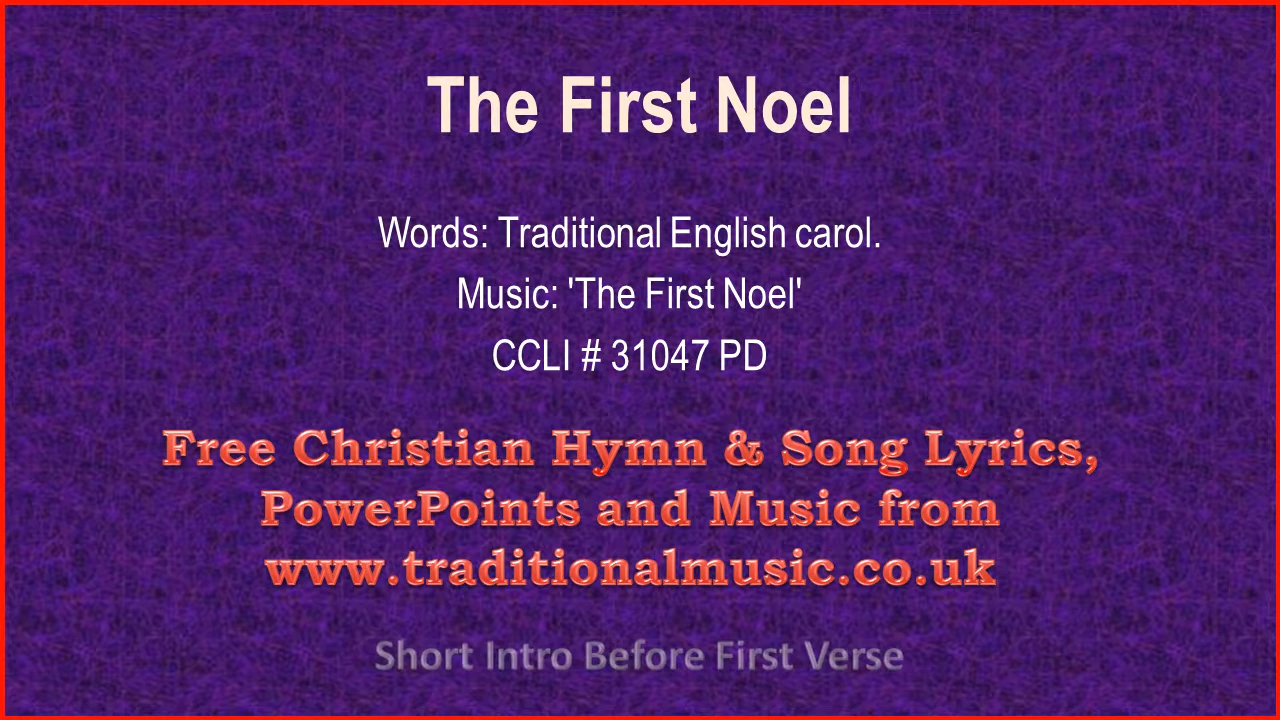 The First Noel
Words: Traditional English carol.
Music: 'The First Noel'
CCLI # 31047 PD
Free Christian Hymn & Song Lyrics,
PowerPoints and Music from
www.traditionalmusic.co.uk
Short Intro Before First Verse